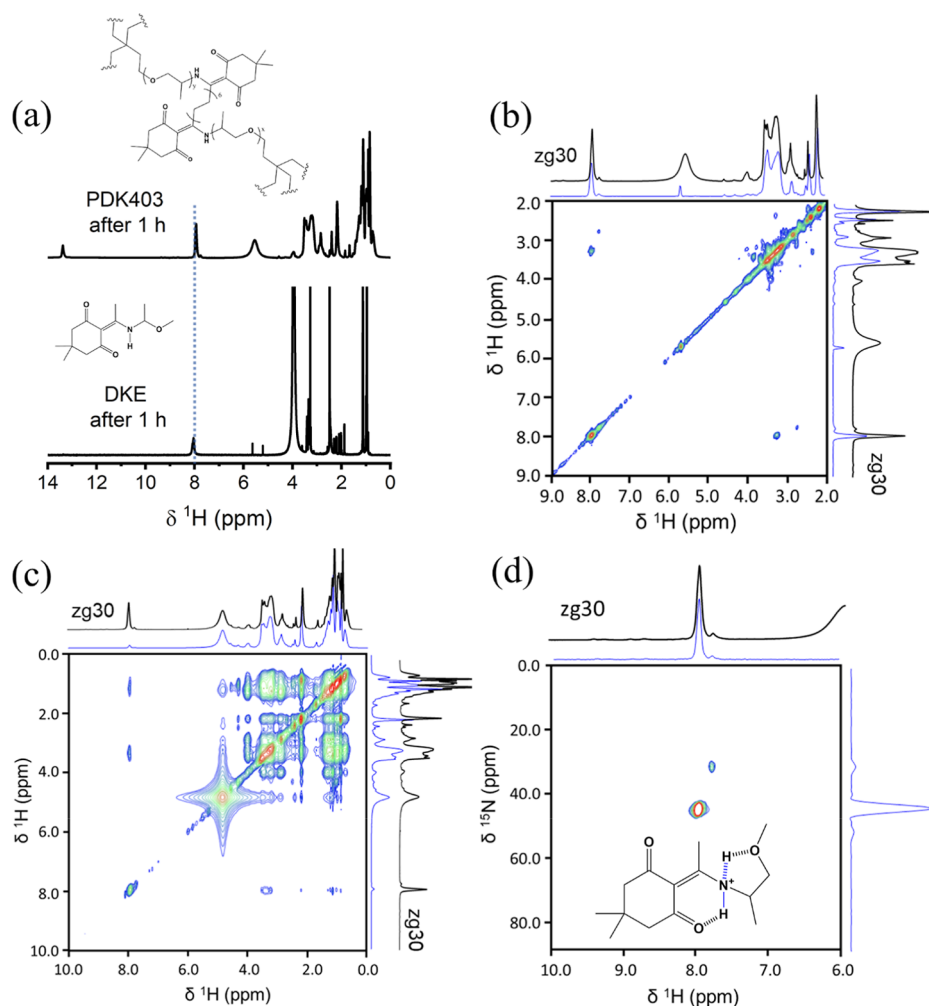 (a)
O
H
N
O
y
6
O
N
H
O
O
PDK403
after 1 h
O
N
H
O
O
DKE
after 1 h
14 12 10 8 6 4 2 0
δ ¹H (ppm)
(b)
zg30
2.0
3.0
4.0
5.0
6.0
7.0
8.0
9.0
δ ¹H (ppm)
9.0 8.0 7.0 6.0 5.0 4.0 3.0 2.0
δ ¹H (ppm)
zg30
(c)
zg30
0.0
2.0
4.0
6.0
8.0
10.0
δ ¹H (ppm)
10.0 8.0 6.0 4.0 2.0 0.0
δ ¹H (ppm)
zg30
(d)
zg30
0.0
20.0
40.0
60.0
80.0
δ ¹⁵N (ppm)
O
H
O
N⁺
H
O
10.0 9.0 8.0 7.0 6.0
δ ¹H (ppm)